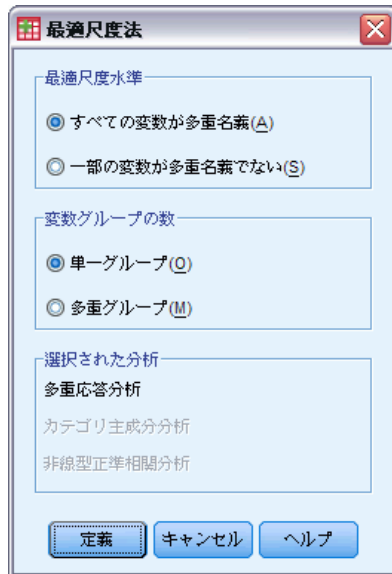 最適尺度法
最適尺度水準
すべての変数が多重名義(A)
一部の変数が多重名義でない(S)
変数グループの数
単一グループ(O)
多重グループ(M)
選択された分析
多重応答分析
カテゴリ主成分分析
非線型正準相関分析
定義 キャンセル ヘルプ